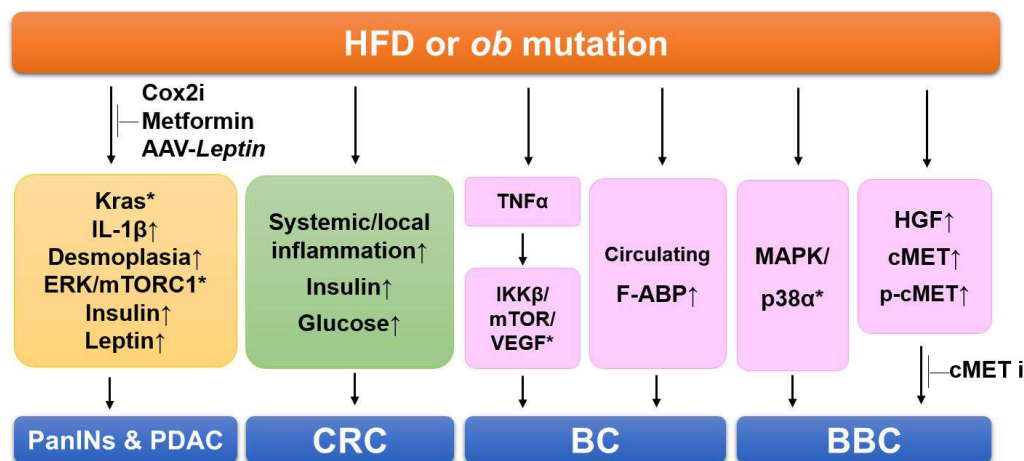 HFD or ob mutation
Cox2i
Metformin
AAV-Leptin
Kras*
IL-1β↑
Desmoplasia↑
ERK/mTORC1*
Insulin↑
Leptin↑
PanINs & PDAC
Systemic/local
inflammation↑
Insulin↑
Glucose↑
CRC
TNFα
IKKβ/
mTOR/
VEGF*
Circulating
F-ABP↑
BC
MAPK/
p38α*
HGF↑
cMET↑
p-cMET↑
cMET i
BBC